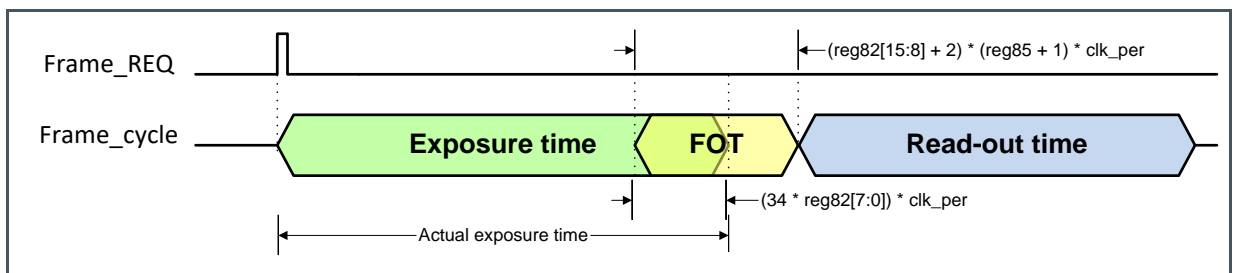 (reg82[15:8] + 2) * (reg85 + 1) * clk_per
Frame_REQ
Frame_cycle
Exposure time
FOT
Read-out time
(34 * reg82[7:0]) * clk_per
Actual exposure time